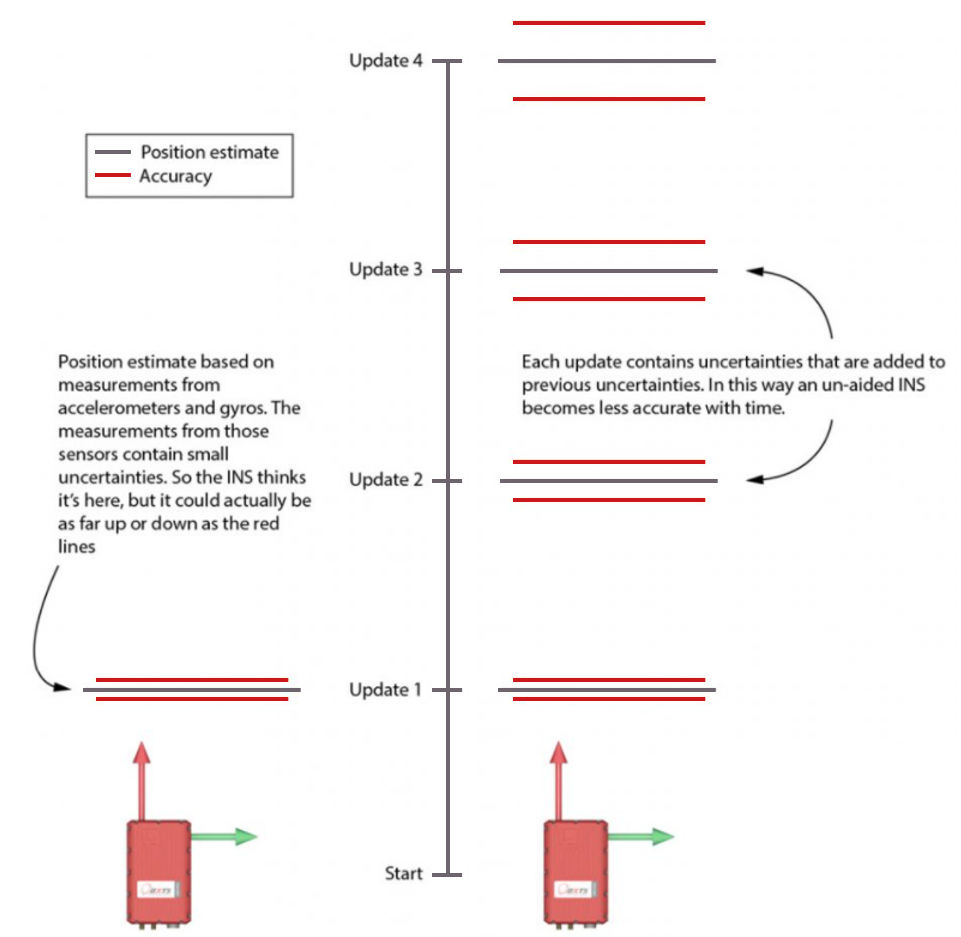 Update 4
Position estimate
Accuracy
Update 3
Position estimate based on
measurements from
accelerometers and gyros. The
measurements from those
sensors contain small
uncertainties. So the INS thinks
it's here, but it could actually be
as far up or down as the red
lines
Each update contains uncertainties that are added to
previous uncertainties. In this way an un-aided INS
becomes less accurate with time.
Update 2
Update 1
Start